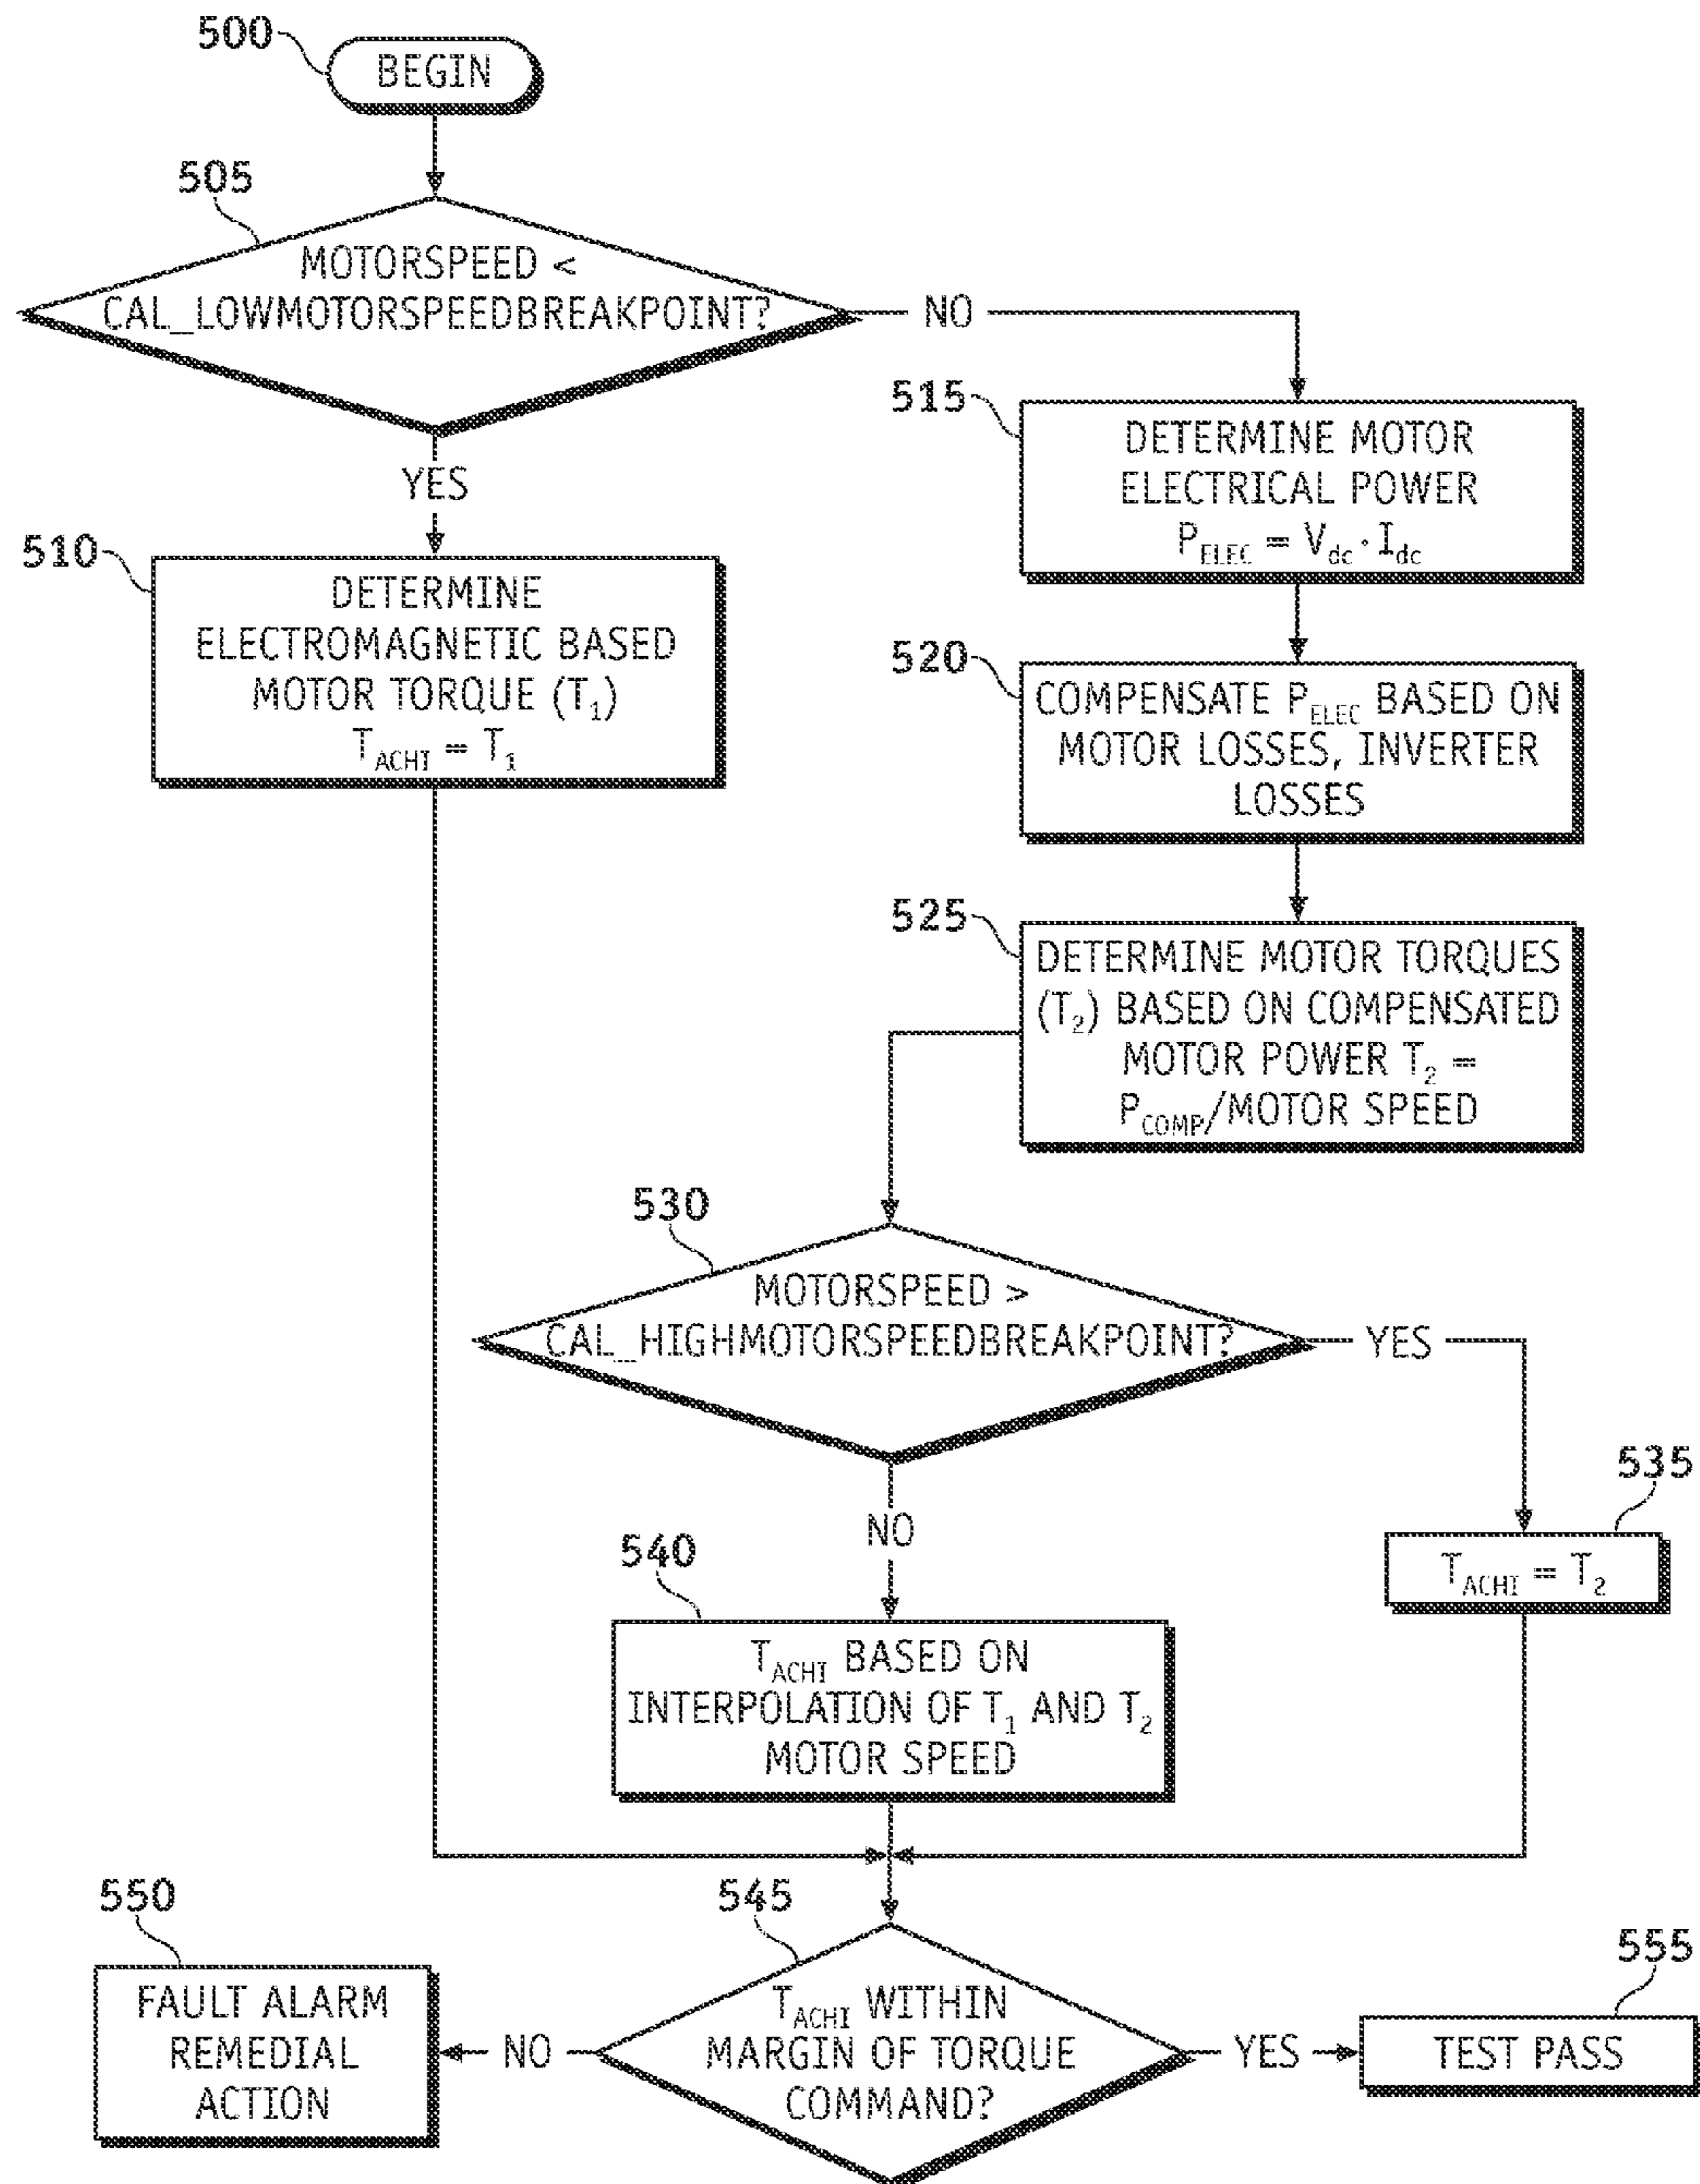 500
BEGIN
505
MOTORSPEED <
CAL_LOWMOTORSPEEDBREAKPOINT?
NO
YES
510
DETERMINE
ELECTROMAGNETIC BASED
MOTOR TORQUE (T1)
TACHI = T1
515
DETERMINE MOTOR
ELECTRICAL POWER
PELEC = Vdc · Idc
520
COMPENSATE PELEC BASED ON
MOTOR LOSSES, INVERTER
LOSSES
525
DETERMINE MOTOR TORQUES
(T2) BASED ON COMPENSATED
MOTOR POWER T2 =
PCOMP/MOTOR SPEED
530
MOTORSPEED >
CAL_HIGHMOTORSPEEDBREAKPOINT?
YES
NO
535
TACHI = T2
540
TACHI BASED ON
INTERPOLATION OF T1 AND T2
MOTOR SPEED
545
TACHI WITHIN
MARGIN OF TORQUE
COMMAND?
NO
YES
550
FAULT ALARM
REMEDIAL
ACTION
555
TEST PASS